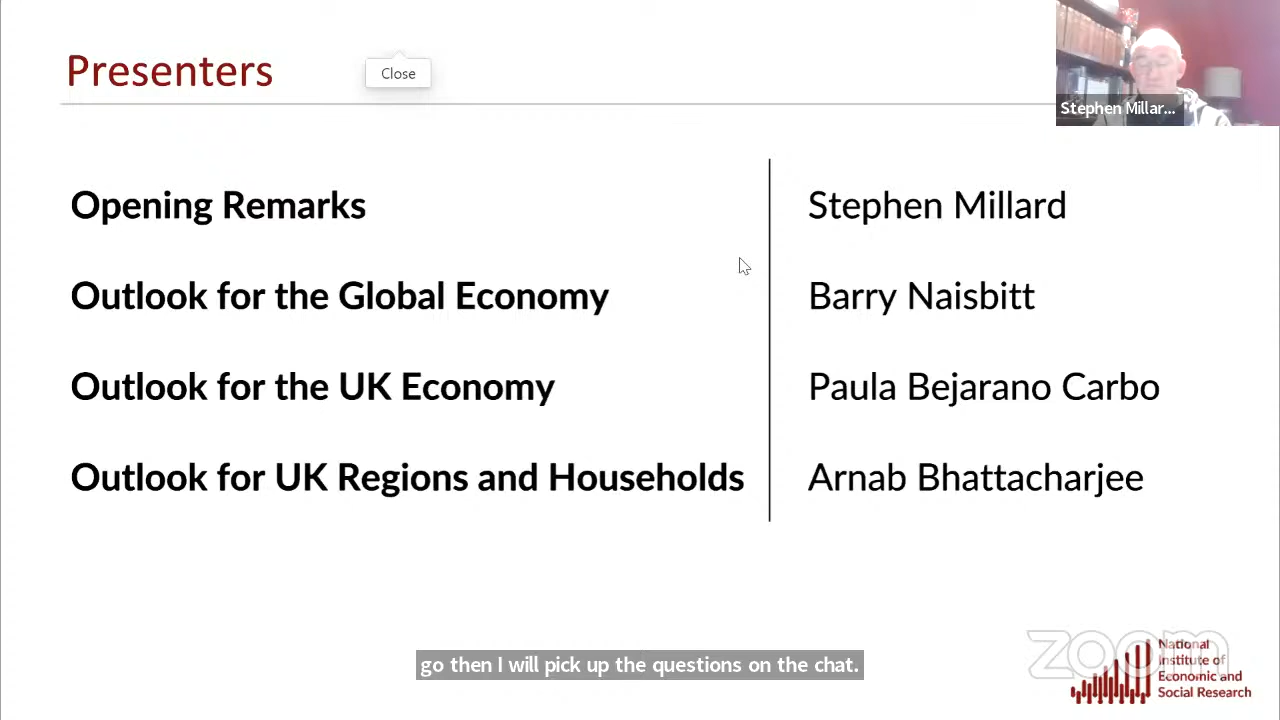 Presenters
Close
Stephen Millar...
Opening Remarks
Stephen Millard
Outlook for the Global Economy
Barry Naisbitt
Outlook for the UK Economy
Paula Bejarano Carbo
Outlook for UK Regions and Households
Arnab Bhattacharjee
go then I will pick up the questions on the chat.
zoom
National
Institute of
Economic and
Social Research